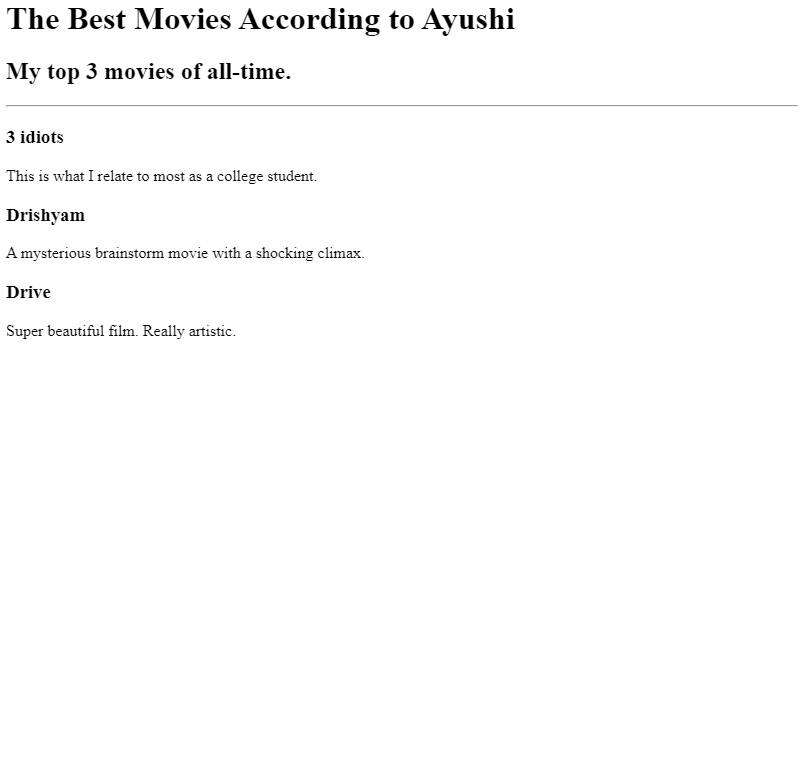 The Best Movies According to Ayushi
My top 3 movies of all-time.
3 idiots
This is what I relate to most as a college student.
Drishyam
A mysterious brainstorm movie with a shocking climax.
Drive
Super beautiful film. Really artistic.